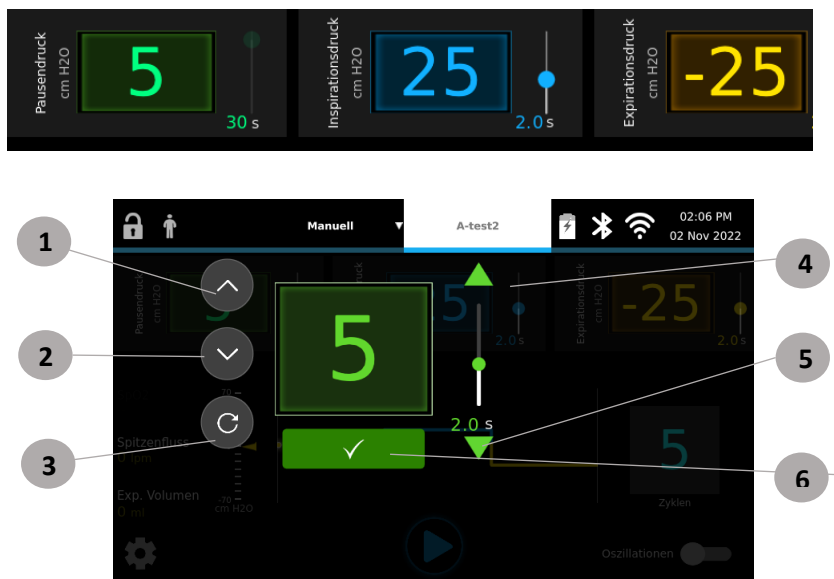 Pausendruck
cm H2O
5
30 s
Inspirationsdruck
cm H2O
25
2.0 s
Expirationsdruck
cm H2O
-25
Manuell
A-test2
02:06 PM
02 Nov 2022
1
2
3
4
5
6
Pausendruck
cm H2O
5
5
2.0 s
2.0 s
Expirationsdruck
cm H2O
-25
2.0 s
70
Spitzenfluss
0 lpm
Exp. Volumen
0 ml
-70
cm H2O
5
Zyklen
Oszillationen